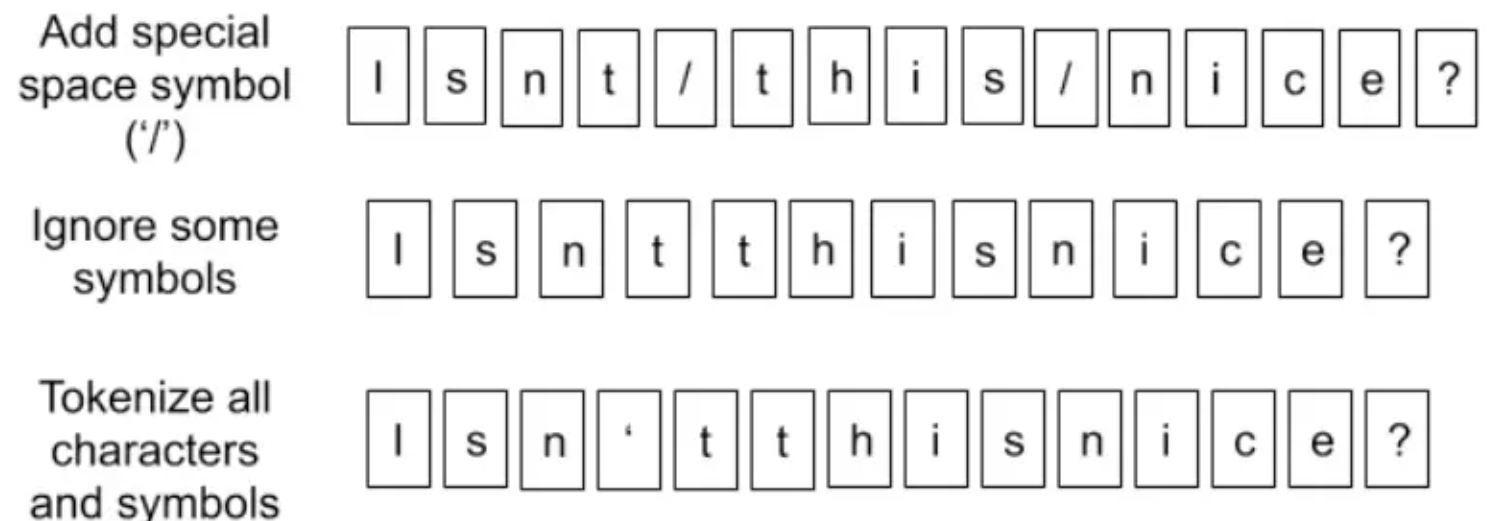 Add special
space symbol
('/')
I s n t / t h i s / n i c e ?
Ignore some
symbols
I s n t t h i s n i c e ?
Tokenize all
characters
and symbols
I s n ‘ t t h i s n i c e ?